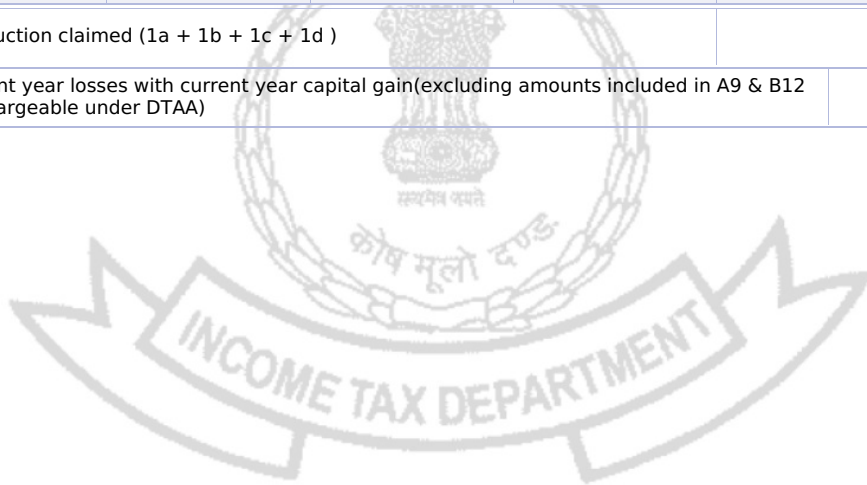 uction claimed (1a + 1b + 1c + 1d )
nt year losses with current year capital gain(excluding amounts included in A9 & B12
argeable under DTAA)
सत्यमेव जयते
कोष मूलो दण्ड
INCOME TAX DEPARTMENT